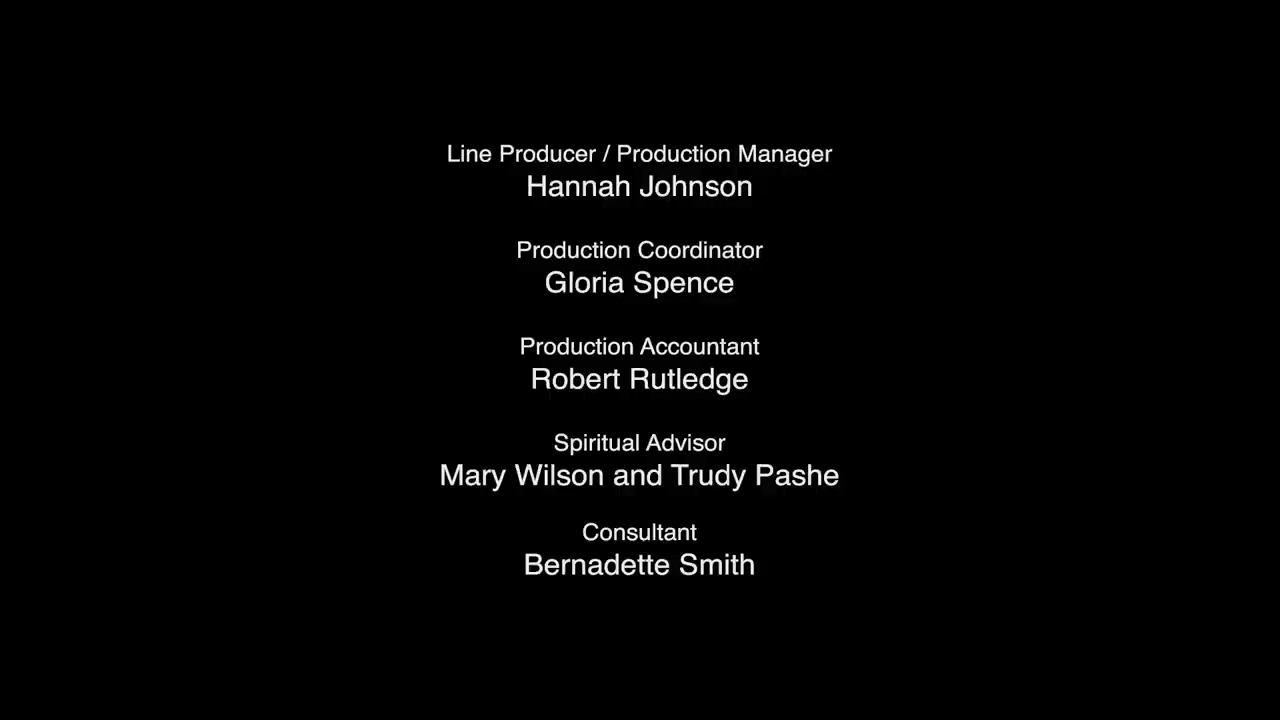 Line Producer / Production Manager
Hannah Johnson
Production Coordinator
Gloria Spence
Production Accountant
Robert Rutledge
Spiritual Advisor
Mary Wilson and Trudy Pashe
Consultant
Bernadette Smith